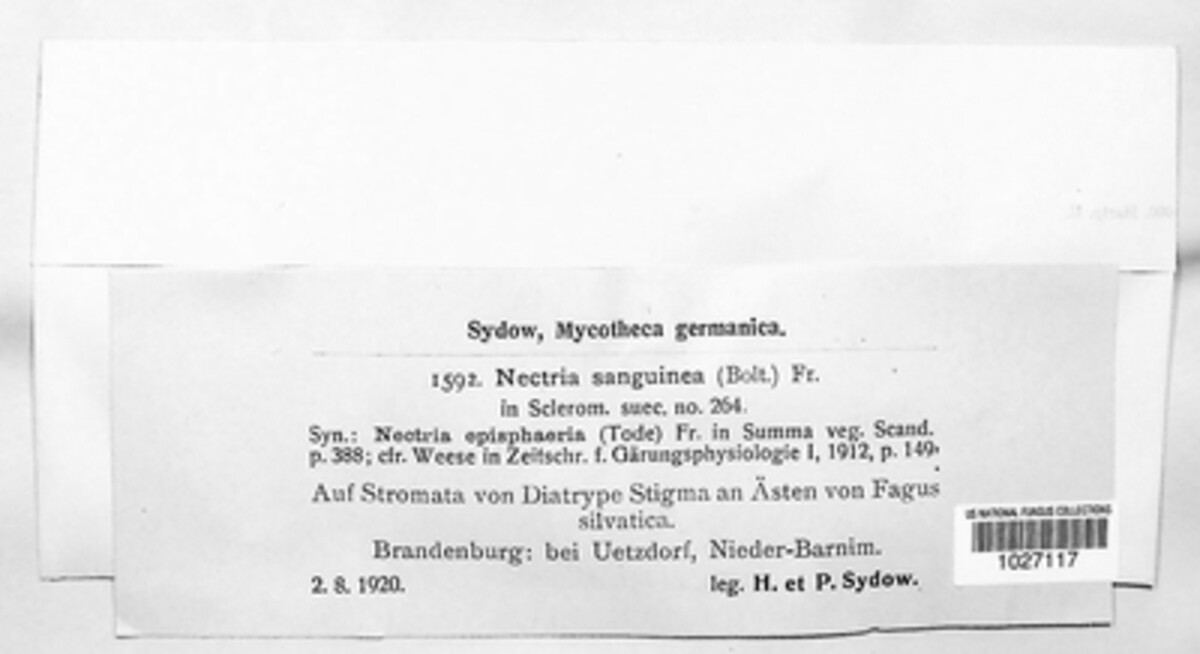 Sydow, Mycotheca germanica.
1592. Nectria sanguinea (Bolt.) Fr.
in Sclerom. suec. no. 264.
Syn.: Nectria episphaeria (Tode) Fr. in Summa veg. Scand.
p. 388; cfr. Weese in Zeitschr. f. Gärungsphysiologie I, 1912, p. 149.
Auf Stromata von Diatrype Stigma an Ästen von Fagus
silvatica.
Brandenburg: bei Uetzdorf, Nieder-Barnim.
2. 8. 1920. leg. H. et P. Sydow.
US NATIONAL FUNGUS COLLECTIONS
1027117